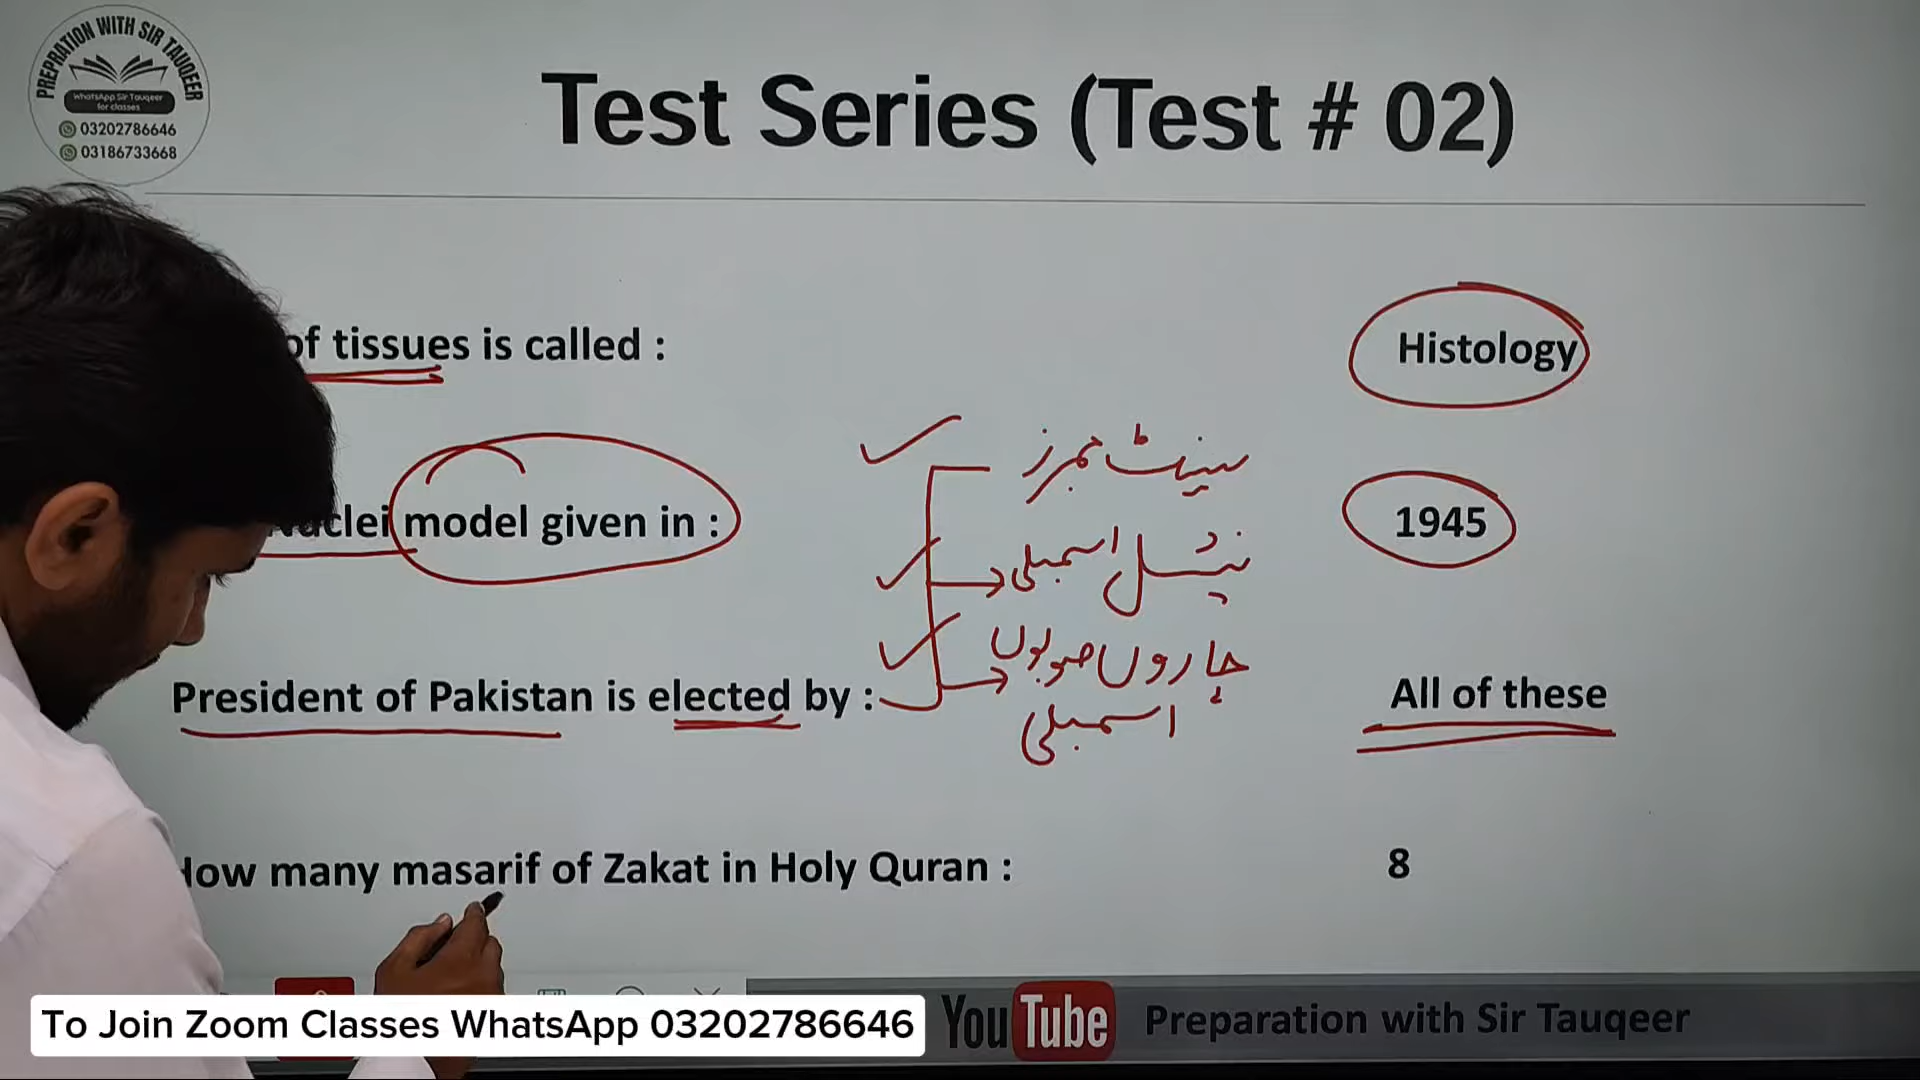 PREPRATION WITH SIR TAUQEER
WhatsApp Sir Tauqeer
for classes
03202786646
03186733668
Test Series (Test # 02)
of tissues is called :
Histology
سینٹ ممبرز
Nuclei model given in :
1945
نیشنل اسمبلی
چاروں صوبوں
President of Pakistan is elected by :
All of these
اسمبلی
How many masarif of Zakat in Holy Quran :
8
To Join Zoom Classes WhatsApp 03202786646
YouTube
Preparation with Sir Tauqeer